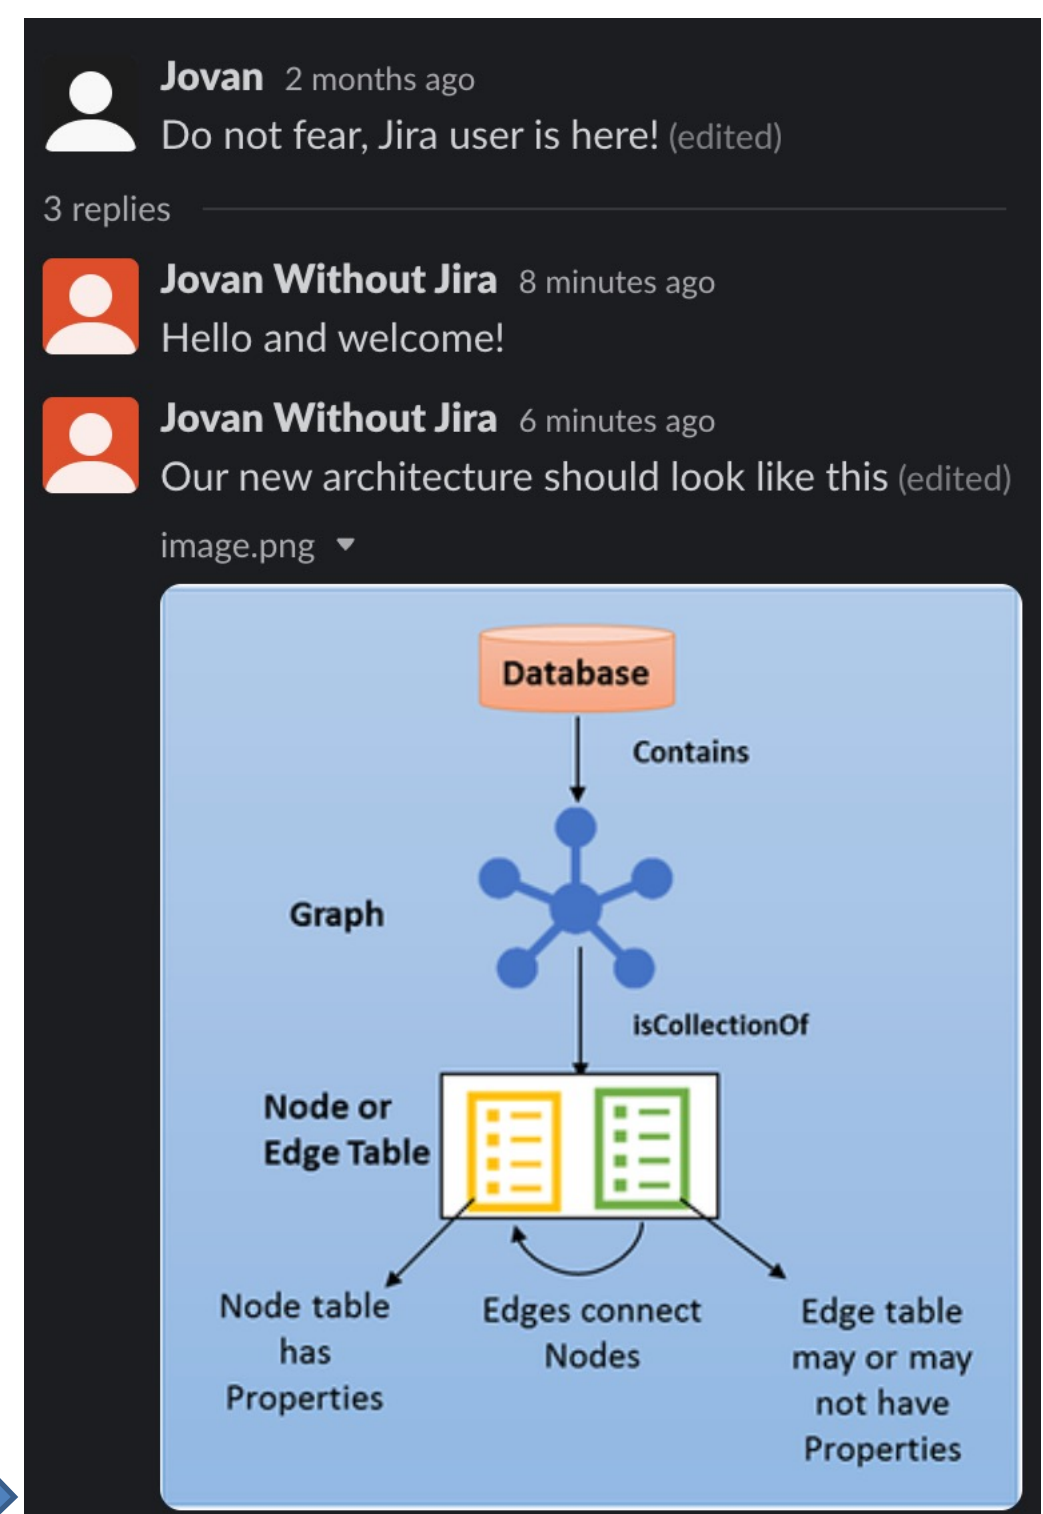 Jovan 2 months ago
Do not fear, Jira user is here! (edited)
3 replies
Jovan Without Jira 8 minutes ago
Hello and welcome!
Jovan Without Jira 6 minutes ago
Our new architecture should look like this (edited)
image.png
Database
Contains
Graph
isCollectionOf
Node or
Edge Table
Node table
has
Properties
Edges connect
Nodes
Edge table
may or may
not have
Properties